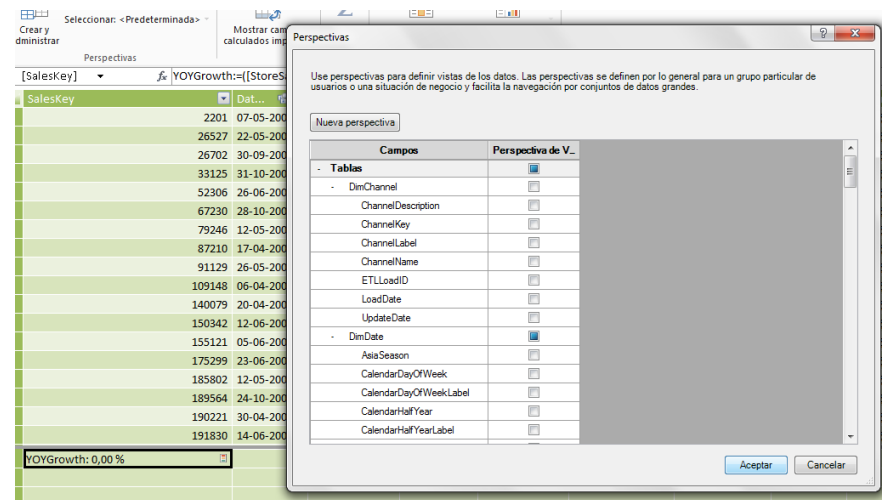 Seleccionar: <Predeterminada>
Crear y
dministrar
Mostrar cam
calculados imp
Perspectivas
[SalesKey]
fx YOYGrowth:=([StoreSa
SalesKey Dat...
2201 07-05-200
26527 22-05-200
26702 30-09-200
33125 31-10-200
52306 26-06-200
67230 28-10-200
79246 12-05-200
87210 17-04-200
91129 26-05-200
109148 06-04-200
140079 20-04-200
150342 12-06-200
155121 05-06-200
175299 23-06-200
185802 12-05-200
189564 24-10-200
190221 30-04-200
191830 14-06-200
YOYGrowth: 0,00 %
Perspectivas
Use perspectivas para definir vistas de los datos. Las perspectivas se definen por lo general para un grupo particular de
usuarios o una situación de negocio y facilita la navegación por conjuntos de datos grandes.
Nueva perspectiva
Campos Perspectiva de V...
- Tablas
- DimChannel
ChannelDescription
ChannelKey
ChannelLabel
ChannelName
ETLLoadID
LoadDate
UpdateDate
- DimDate
AsiaSeason
CalendarDayOfWeek
CalendarDayOfWeekLabel
CalendarHalfYear
CalendarHalfYearLabel
Aceptar Cancelar